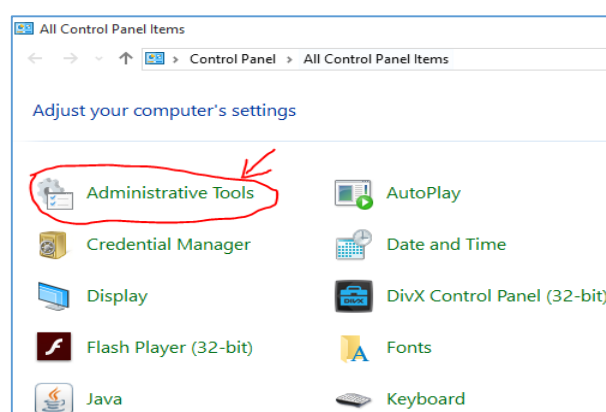 All Control Panel Items
Control Panel > All Control Panel Items
Adjust your computer's settings
Administrative Tools
AutoPlay
Credential Manager
Date and Time
Display
DIVX
DivX Control Panel (32-bit)
Flash Player (32-bit)
Fonts
Java
Keyboard